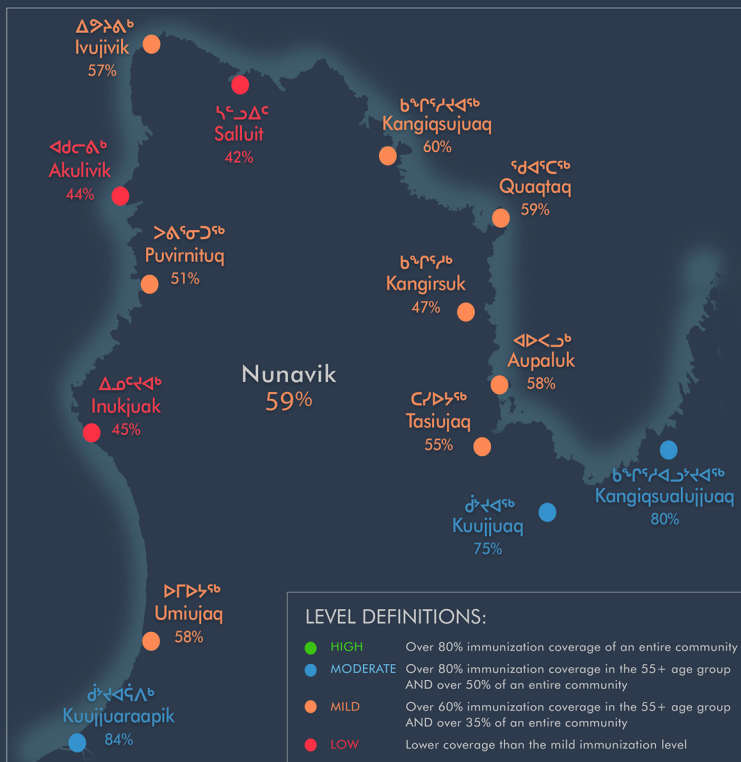 ᐃᕗᔨᕕᒃ
Ivujivik
57%
ᓴᓪᓗᐃᑦ
Salluit
42%
ᑲᖏᕐᓱᔪᐊᖅ
Kangiqsujuaq
60%
ᐊᑯᓕᕕᒃ
Akulivik
44%
ᖁᐊᕐᑕᖅ
Quaqtaq
59%
ᐳᕕᕐᓂᑐᖅ
Puvirnituq
51%
ᑲᖏᕐᓱᒃ
Kangirsuk
47%
ᐊᐅᐸᓗᒃ
Aupaluk
58%
Nunavik
59%
ᐃᓄᑦᔪᐊᒃ
Inukjuak
45%
ᑕᓯᐅᔭᖅ
Tasiujaq
55%
ᑲᖏᕐᓱᐊᓗᔾᔪᐊᖅ
Kangiqsualujjuaq
80%
ᑰᔾᔪᐊᖅ
Kuujjuaq
75%
ᐅᒥᐅᔭᖅ
Umiujaq
58%
ᑰᔾᔪᐊᕌᐱᒃ
Kuujjuaraapik
84%
LEVEL DEFINITIONS:
HIGH Over 80% immunization coverage of an entire community
MODERATE Over 80% immunization coverage in the 55+ age group
AND over 50% of an entire community
MILD Over 60% immunization coverage in the 55+ age group
AND over 35% of an entire community
LOW Lower coverage than the mild immunization level